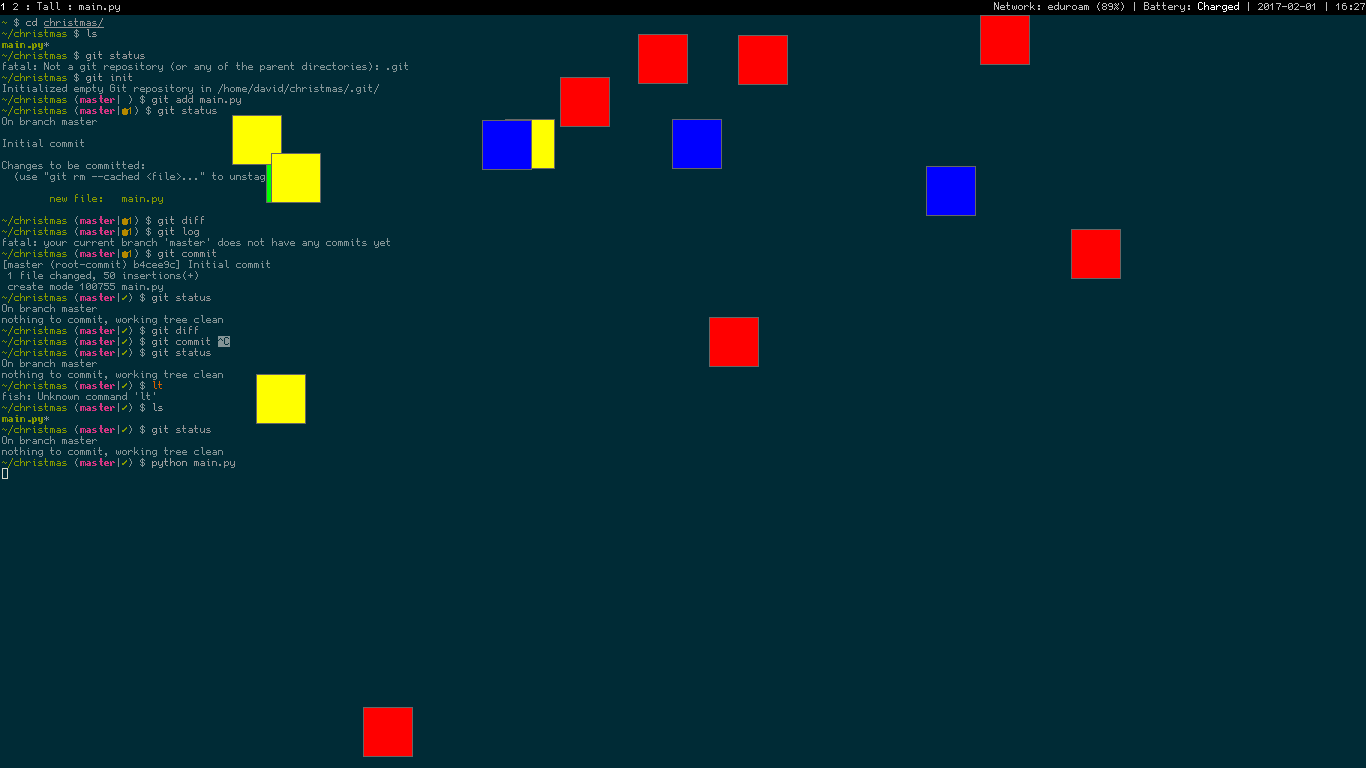 1 2 : Tall : main.py Network: eduroam (89%) | Battery: Charged | 2017-02-01 | 16:27
~ $ cd christmas/
~/christmas $ ls
main.py*
~/christmas $ git status
fatal: Not a git repository (or any of the parent directories): .git
~/christmas $ git init
Initialized empty Git repository in /home/david/christmas/.git/
~/christmas (master| ) $ git add main.py
~/christmas (master|●1) $ git status
On branch master
Initial commit
Changes to be committed:
(use "git rm --cached <file>..." to unstag
new file: main.py
~/christmas (master|●1) $ git diff
~/christmas (master|●1) $ git log
fatal: your current branch 'master' does not have any commits yet
~/christmas (master|●1) $ git commit
[master (root-commit) b4cee9c] Initial commit
1 file changed, 50 insertions(+)
create mode 100755 main.py
~/christmas (master|✔) $ git status
On branch master
nothing to commit, working tree clean
~/christmas (master|✔) $ git diff
~/christmas (master|✔) $ git commit ^C
~/christmas (master|✔) $ git status
On branch master
nothing to commit, working tree clean
~/christmas (master|✔) $ lt
fish: Unknown command 'lt'
~/christmas (master|✔) $ ls
main.py*
~/christmas (master|✔) $ git status
On branch master
nothing to commit, working tree clean
~/christmas (master|✔) $ python main.py